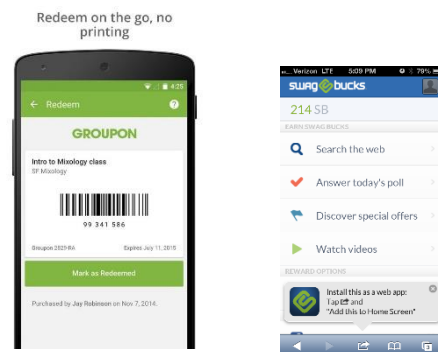 Redeem on the go, no
printing
4:25
Redeem
GROUPON
Intro to Mixology class
SF Mixology
99 341 586
Expires July 11, 2015
Mark as Redeemed
Purchased by Jay Robinson on Nov 7, 2014.
Verizon LTE 5:09 PM 79%
swagbucks
214 SB
EARN SWAG BUCKS
Search the web
Answer today's poll
Discover special offers
Watch videos
REWARD OPTIONS
Install this as a web app:
Tap and
"Add this to Home Screen"